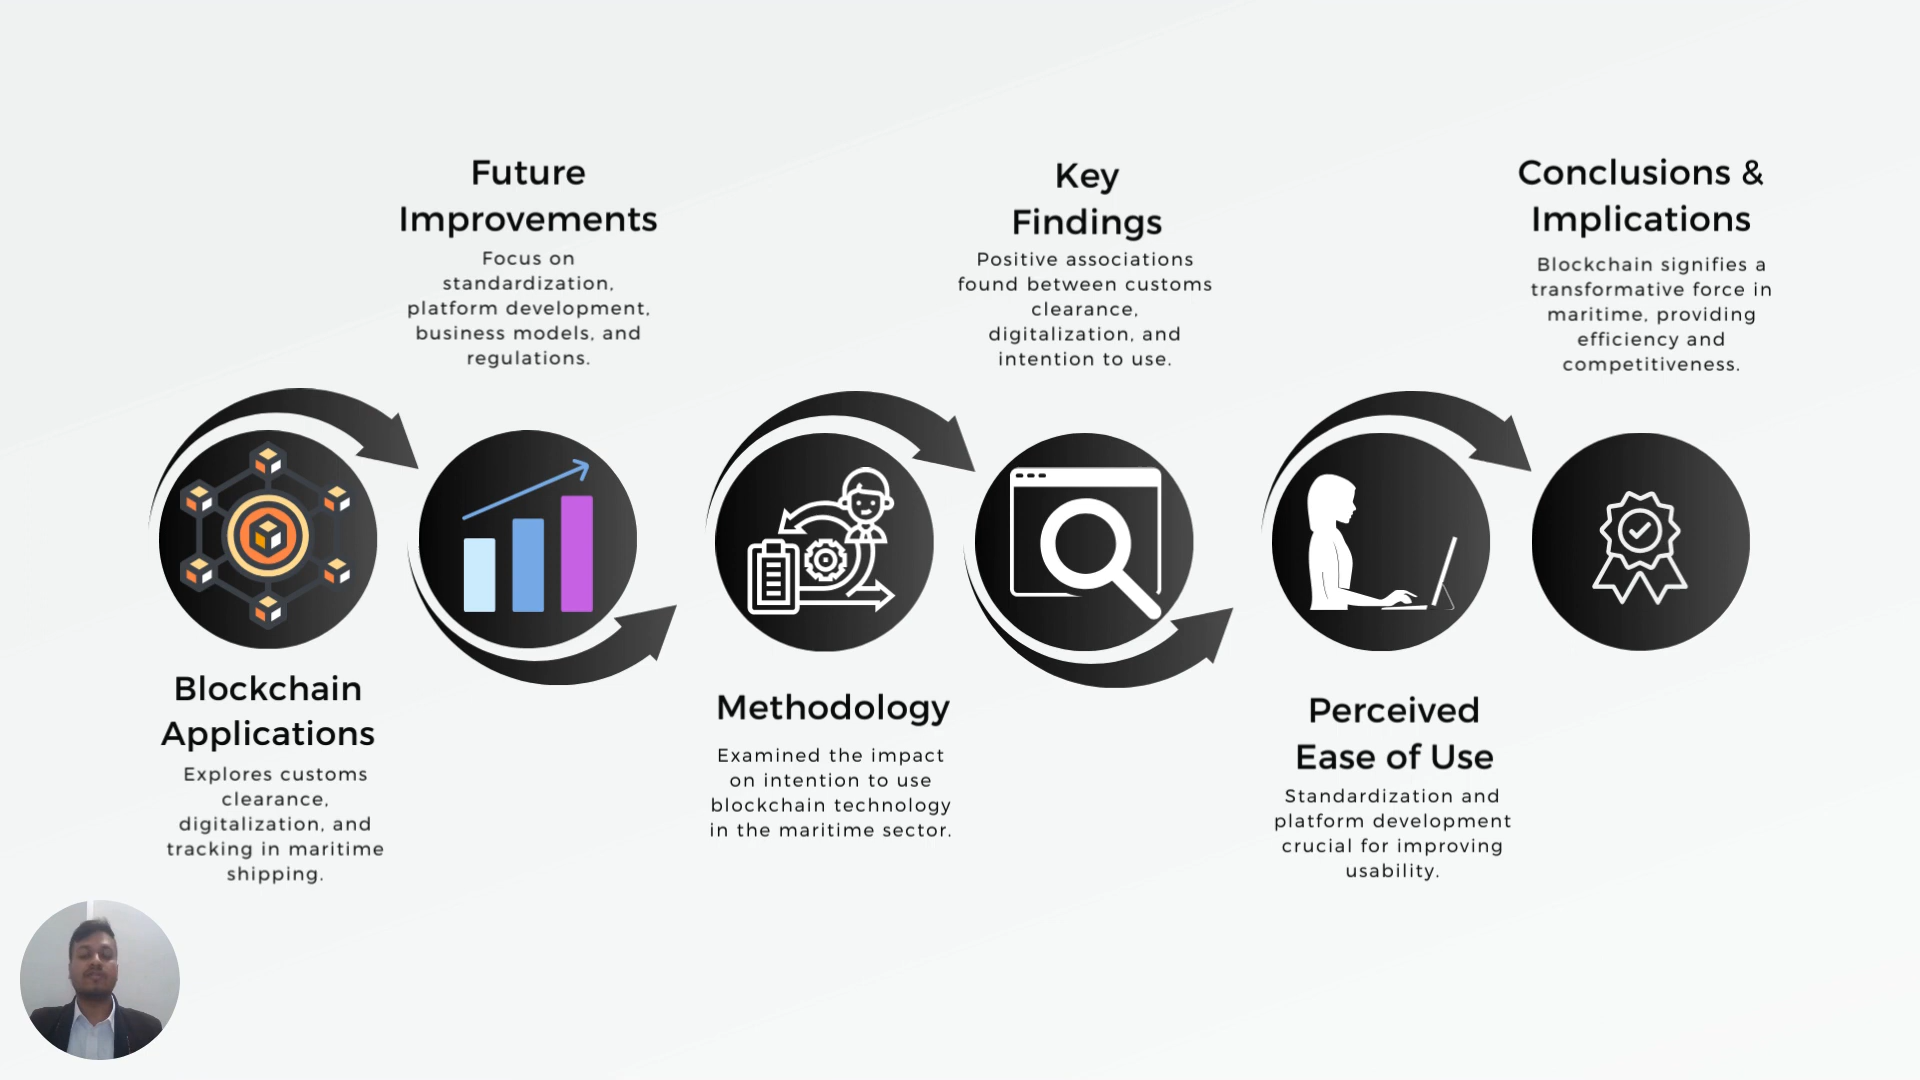 Blockchain
Applications
Explores customs
clearance,
digitalization, and
tracking in maritime
shipping.
Future
Improvements
Focus on
standardization,
platform development,
business models, and
regulations.
Methodology
Examined the impact
on intention to use
blockchain technology
in the maritime sector.
Key
Findings
Positive associations
found between customs
clearance,
digitalization, and
intention to use.
Perceived
Ease of Use
Standardization and
platform development
crucial for improving
usability.
Conclusions &
Implications
Blockchain signifies a
transformative force in
maritime, providing
efficiency and
competitiveness.